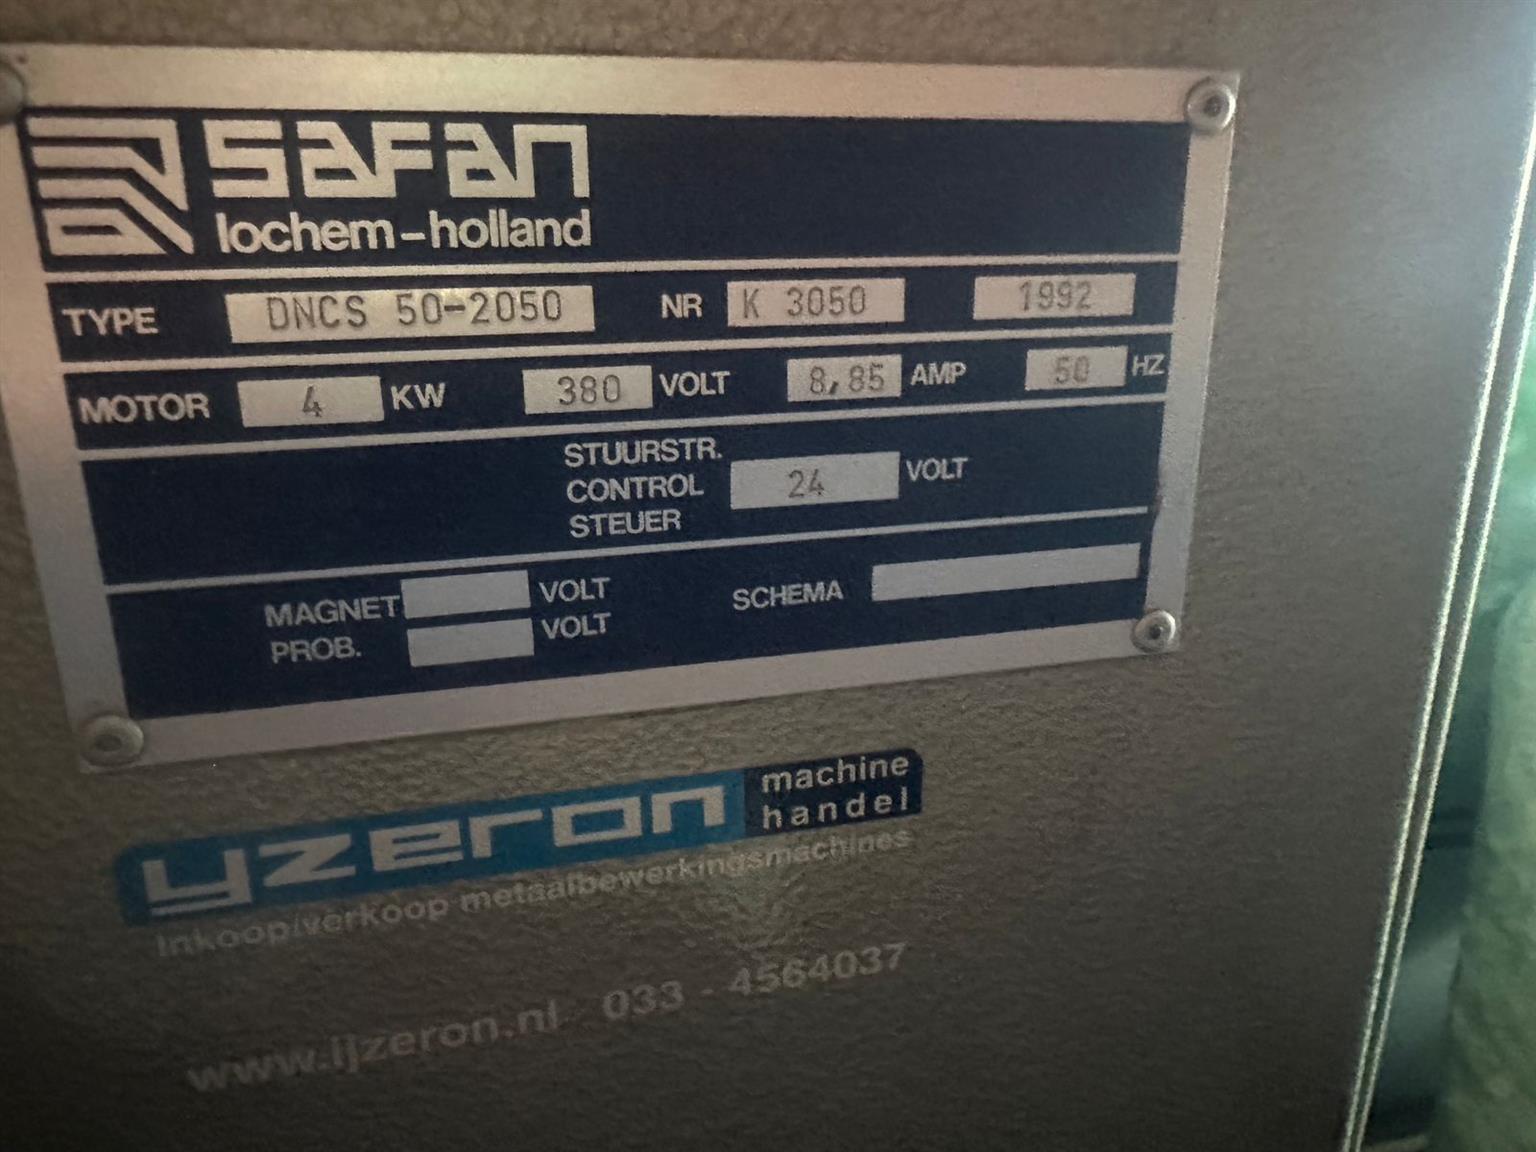 SAFAN
lochem-holland
TYPE DNCS 50-2050 NR K 3050 1992
MOTOR 4 KW 380 VOLT 8,85 AMP 50 HZ
STUURSTR.
CONTROL 24 VOLT
STEUER
MAGNET VOLT SCHEMA
PROB. VOLT
yzeron machine
handel
Inkoop/verkoop metaalbewerkingsmachines
www.ijzeron.nl 033 - 4564037